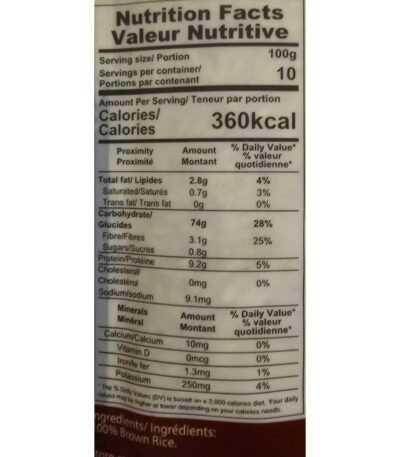 Nutrition Facts
Valeur Nutritive
Serving size/ Portion 100g
Servings per container/
Portions par contenant 10
Amount Per Serving/ Teneur par portion
Calories/
Calories 360kcal
Proximity Amount % Daily Value*
Proximité Montant % valeur
quotidienne*
Total fat/ Lipides 2.8g 4%
Saturated/Saturés 0.7g 3%
Trans fat/ Trans fat 0g 0%
Carbohydrate/
Glucides 74g 28%
Fibre/Fibres 3.1g 25%
Sugars/Sucres 0.8g
Protein/Protéine 9.2g 5%
Cholesterol/
Cholestérol 0mg 0%
Sodium/sodium 9.1mg
Minerals Amount % Daily Value*
Minéral Montant % valeur
quotidienne*
Calcium/Calcium 10mg 0%
Vitamin D 0mcg 0%
Iron/le fer 1.3mg 1%
Potassium 250mg 4%
* The % Daily Values (DV) is based on a 2,000 calories diet. Your daily
values may be higher or lower depending on your calories needs.
ngredients/ Ingrédients:
00% Brown Rice.